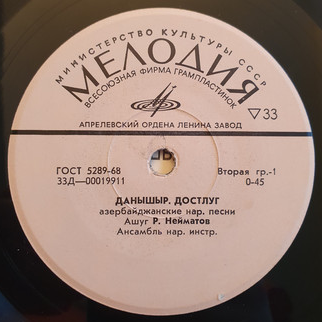 МИНИСТЕРСТВО КУЛЬТУРЫ СССР
МЕЛОДИЯ
ВСЕСОЮЗНАЯ ФИРМА ГРАМПЛАСТИНОК
▽33
АПРЕЛЕВСКИЙ ОРДЕНА ЛЕНИНА ЗАВОД
ГОСТ 5289-68
33Д—00019911
Вторая гр.-1
0-45
ДАНЫШЫР. ДОСТЛУГ
азербайджанские нар. песни
Ашуг Р. Нейматов
Ансамбль нар. инстр.